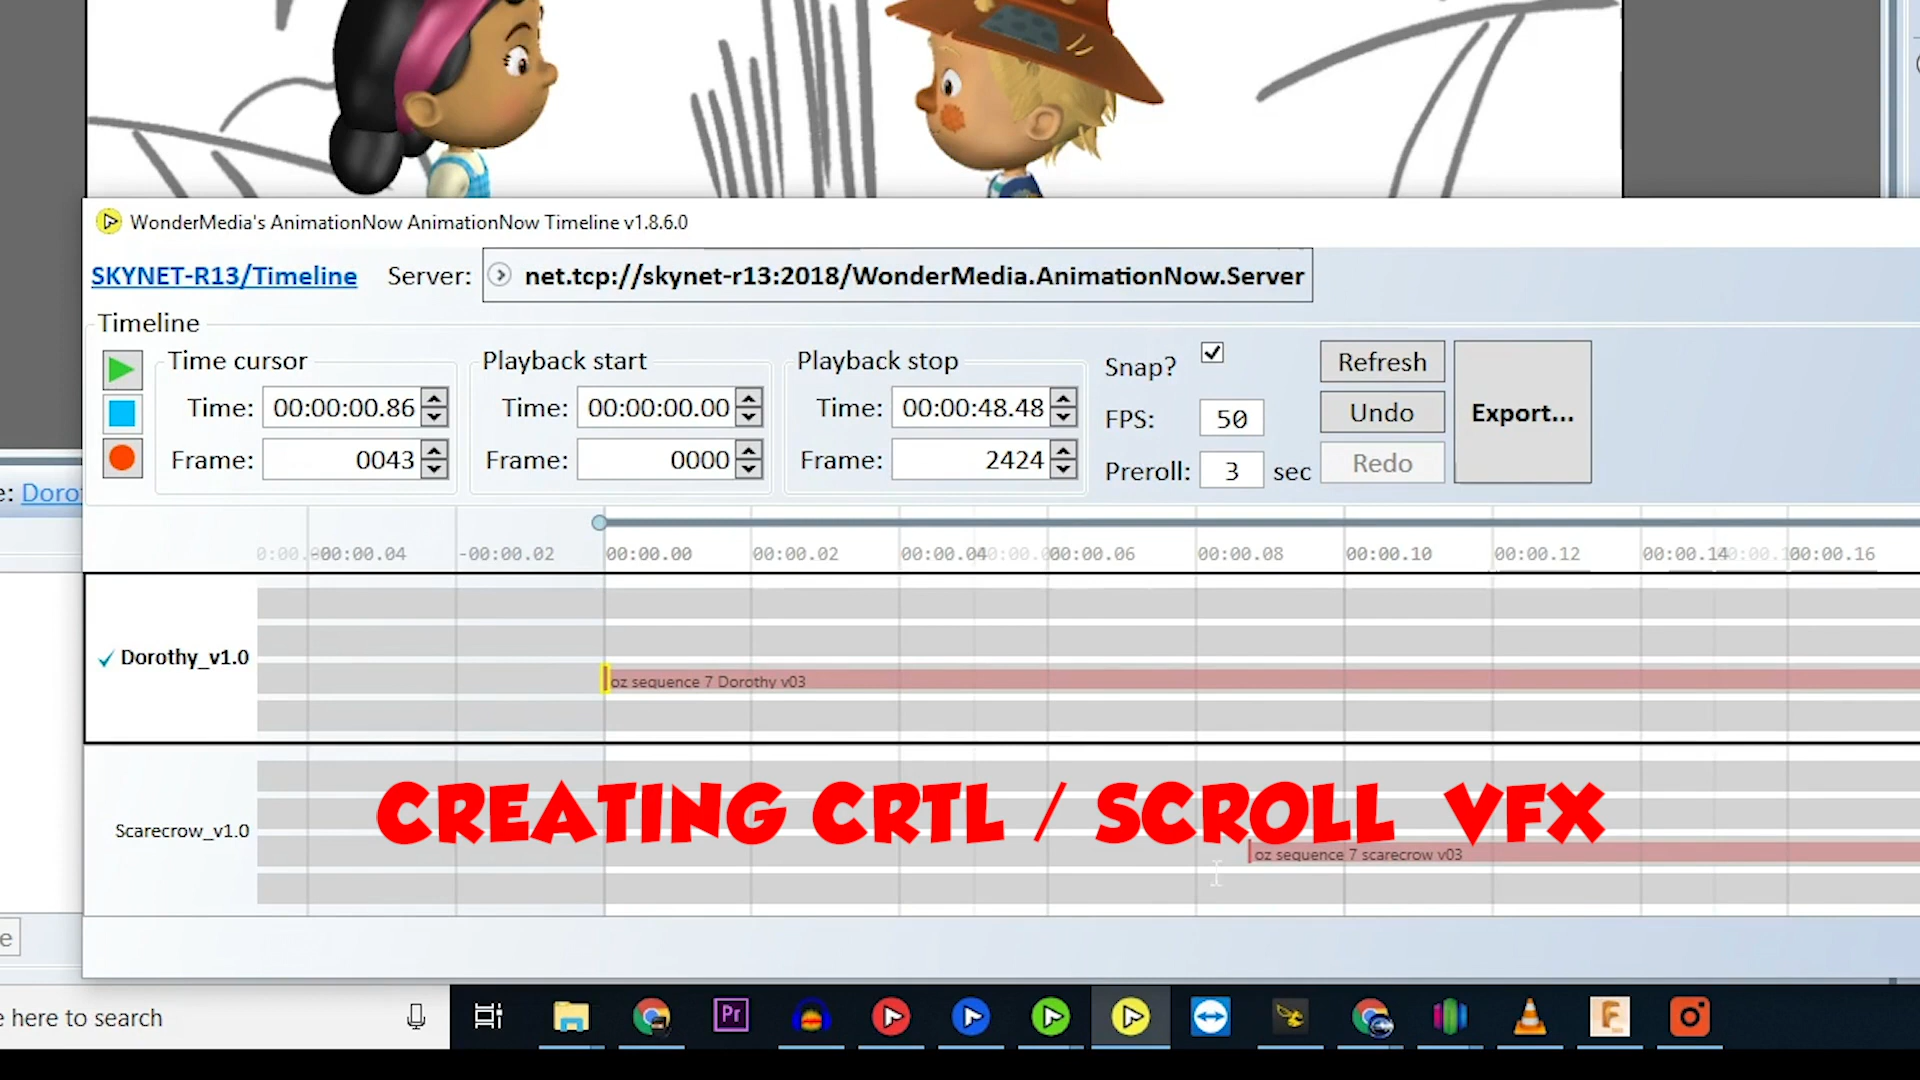 WonderMedia's AnimationNow AnimationNow Timeline v1.8.6.0
SKYNET-R13/Timeline Server: net.tcp://skynet-r13:2018/WonderMedia.AnimationNow.Server
Timeline
Time cursor Playback start Playback stop Snap? Refresh
Time: 00:00:00.86 Time: 00:00:00.00 Time: 00:00:48.48 FPS: 50 Undo Export...
Frame: 0043 Frame: 0000 Frame: 2424 Preroll: 3 sec Redo
e: Doro
-00:00.04 -00:00.02 00:00.00 00:00.02 00:00.04 00:00.06 00:00.08 00:00.10 00:00.12 00:00.14 00:00.16
Dorothy_v1.0
oz sequence 7 Dorothy v03
CREATING CRTL / SCROLL VFX
Scarecrow_v1.0
oz sequence 7 scarecrow v03
e
e here to search
Pr
F